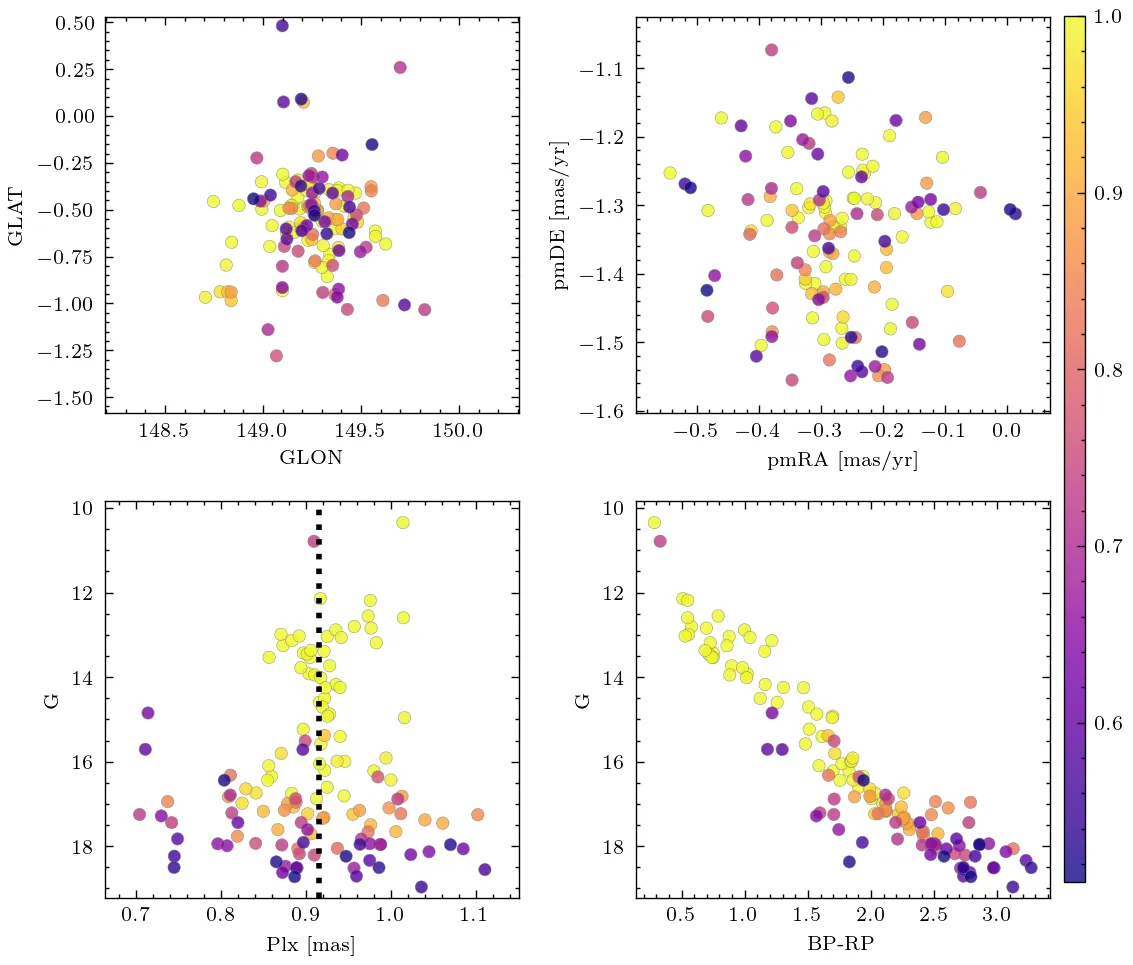 0.50
0.25
0.00
−0.25
−0.50
−0.75
−1.00
−1.25
−1.50
GLAT
148.5 149.0 149.5 150.0
GLON
−1.1
−1.2
−1.3
−1.4
−1.5
−1.6
pmDE [mas/yr]
−0.5 −0.4 −0.3 −0.2 −0.1 0.0
pmRA [mas/yr]
1.0
0.9
0.8
0.7
0.6
10
12
14
16
18
G
0.7 0.8 0.9 1.0 1.1
Plx [mas]
10
12
14
16
18
G
0.5 1.0 1.5 2.0 2.5 3.0
BP-RP